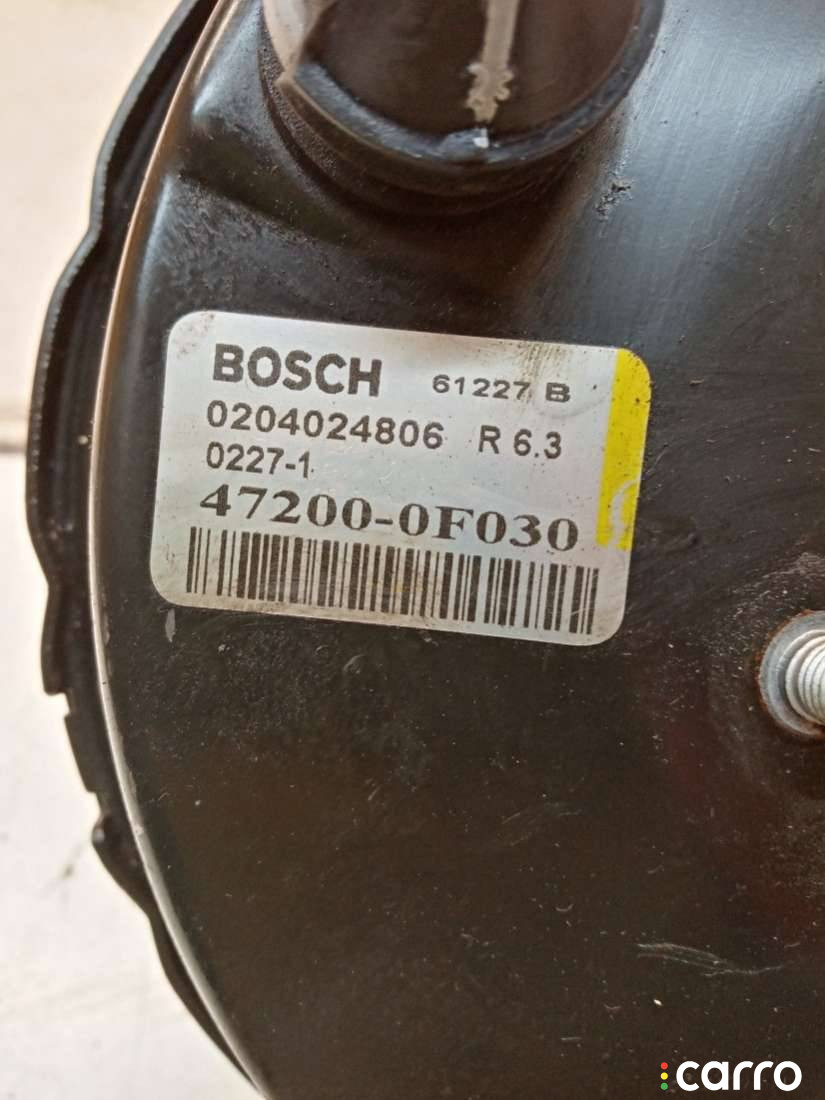 BOSCH 61227 B
0204024806 R 6.3
0227-1
47200-0F030
carro